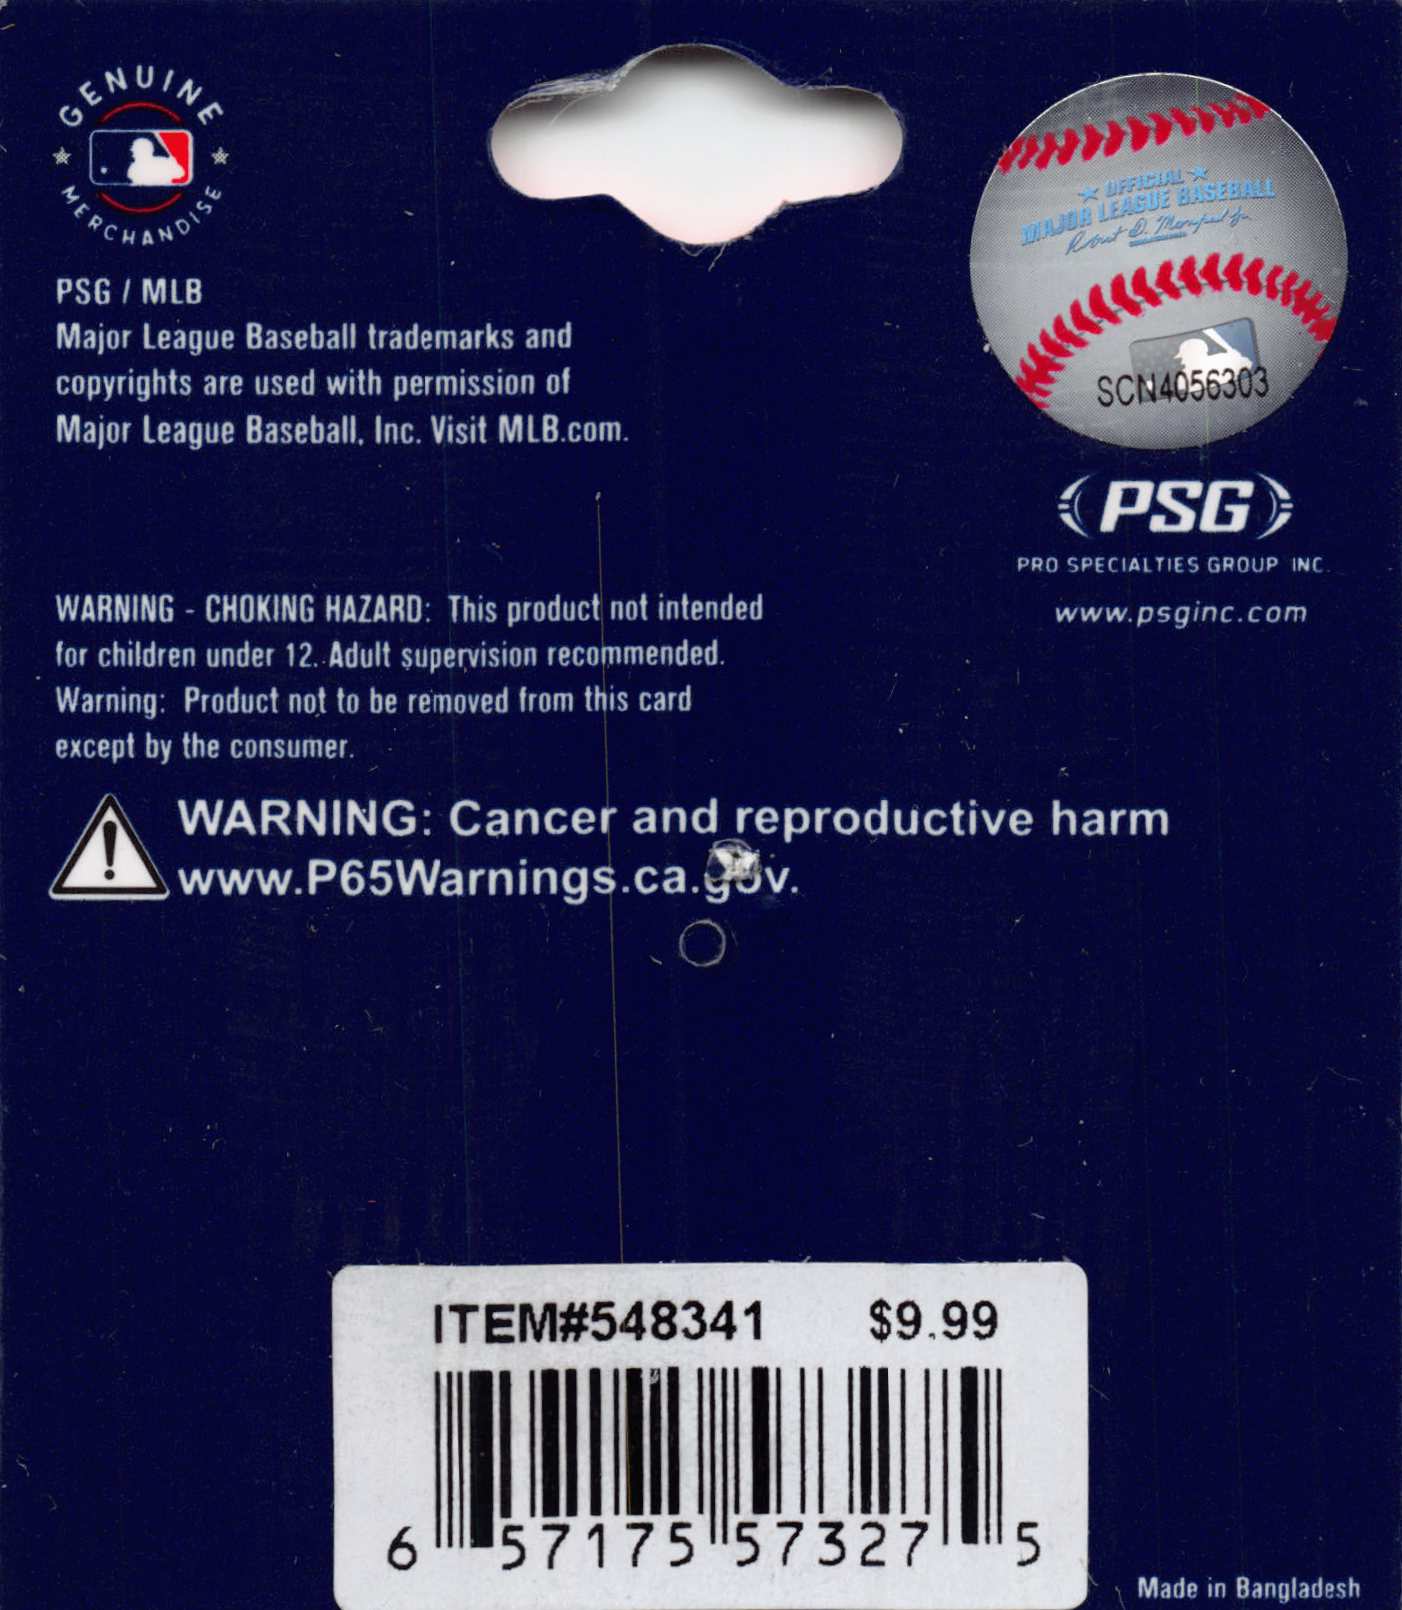 GENUINE
MERCHANDISE
PSG / MLB
Major League Baseball trademarks and
copyrights are used with permission of
Major League Baseball, Inc. Visit MLB.com.
★ OFFICIAL ★
MAJOR LEAGUE BASEBALL
Robert D. Manfred Jr.
SCN4056303
PSG
PRO SPECIALTIES GROUP INC.
www.psginc.com
WARNING - CHOKING HAZARD: This product not intended
for children under 12. Adult supervision recommended.
Warning: Product not to be removed from this card
except by the consumer.
WARNING: Cancer and reproductive harm
www.P65Warnings.ca.gov.
ITEM#548341 $9.99
6 57175 57327 5
Made in Bangladesh